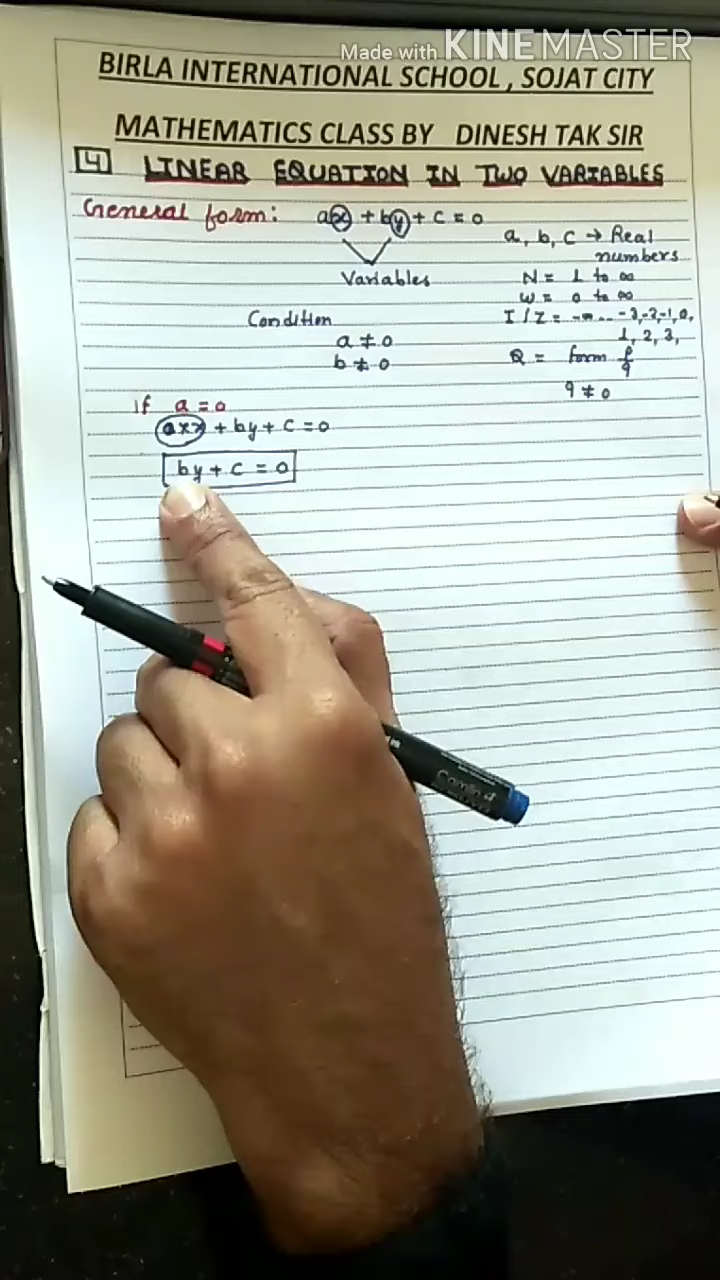 Made with KINEMASTER
BIRLA INTERNATIONAL SCHOOL , SOJAT CITY
MATHEMATICS CLASS BY DINESH TAK SIR
4 LINEAR EQUATION IN TWO VARIABLES
General form: ax + by + c = 0
a, b, c → Real
numbers
Variables
N = 1 to ∞
W = 0 to ∞
Condition
I / Z = -∞ ... -3,-2,-1,0,
1, 2, 3,
a ≠ 0
b ≠ 0
Q = form p/q
q ≠ 0
If a = 0
+ by + c = 0
by + c = 0
Camlin